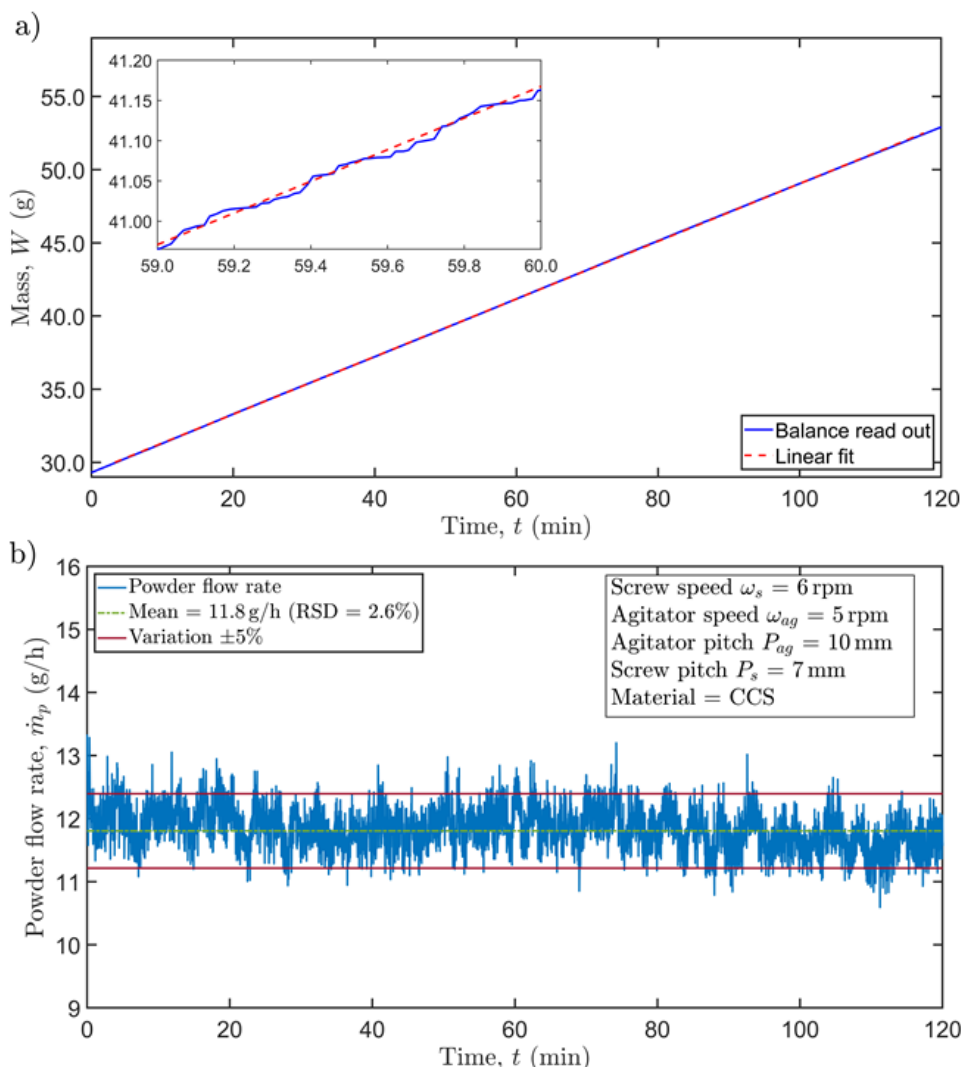 a)
41.20
41.15
41.10
41.05
41.00
59.0 59.2 59.4 59.6 59.8 60.0
55.0
50.0
45.0
40.0
35.0
30.0
Mass, W (g)
Balance read out
Linear fit
0 20 40 60 80 100 120
Time, t (min)
b)
16
15
14
13
12
11
10
9
Powder flow rate, ṁ_p (g/h)
Powder flow rate
Mean = 11.8 g/h (RSD = 2.6%)
Variation ±5%
Screw speed ω_s = 6 rpm
Agitator speed ω_ag = 5 rpm
Agitator pitch P_ag = 10 mm
Screw pitch P_s = 7 mm
Material = CCS
0 20 40 60 80 100 120
Time, t (min)